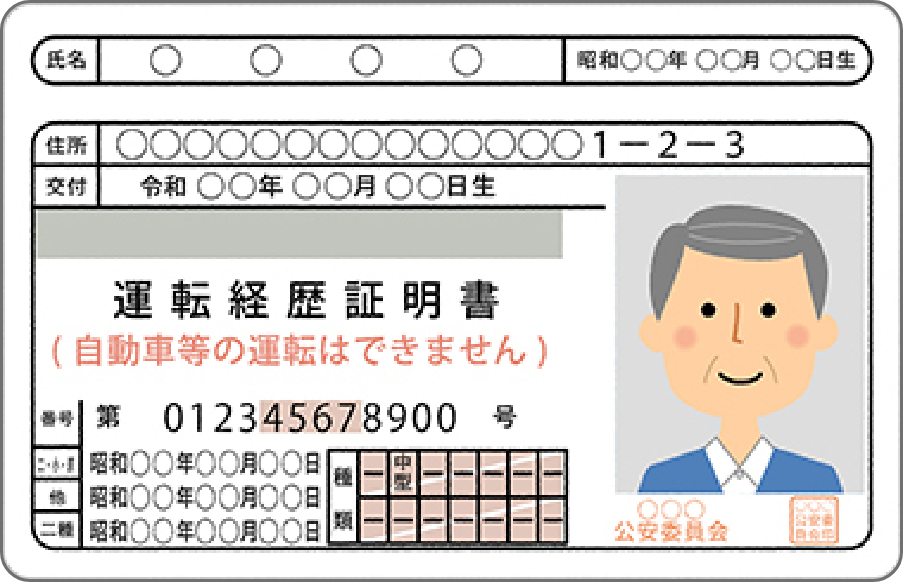 氏名 ○ ○ ○ ○ 昭和○○年 ○○月 ○○日生
住所 ○○○○○○○○○○○○○○1－2－3
交付 令和 ○○年 ○○月 ○○日生
運転経歴証明書
(自動車等の運転はできません)
番号 第 012345678900 号
昭和○○年○○月○○日
他 昭和○○年○○月○○日
二種 昭和○○年○○月○○日
種類 ー 中型 ー ー ー ー ー
ー ー ー ー ー ー ー
○○○
公安委員会
○○○
公安委
員会印